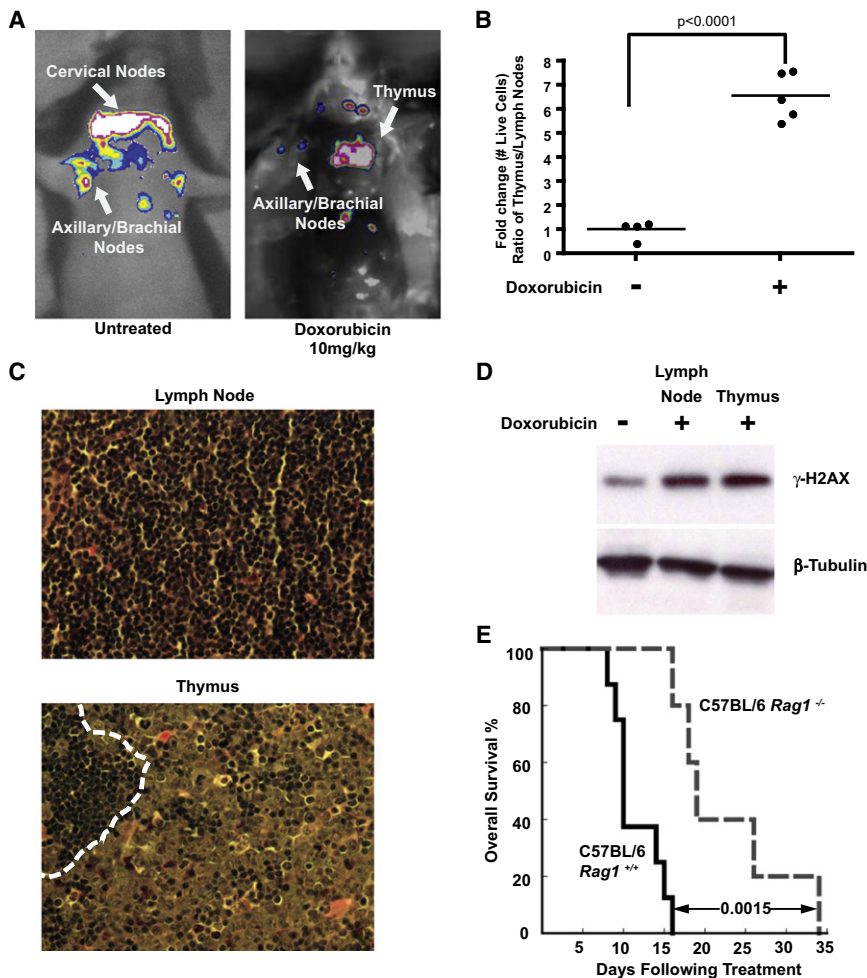 A
Cervical Nodes
Axillary/Brachial
Nodes
Untreated
Thymus
Axillary/Brachial
Nodes
Doxorubicin
10mg/kg
B
p<0.0001
Fold change (# Live Cells)
Ratio of Thymus/Lymph Nodes
8
7
6
5
4
3
2
1
0
Doxorubicin - +
C
Lymph Node
Thymus
D
Lymph
Node Thymus
Doxorubicin - + +
γ-H2AX
β-Tubulin
E
Overall Survival %
100
80
60
40
20
0
C57BL/6 Rag1 -/-
C57BL/6
Rag1 +/+
0.0015
5 10 15 20 25 30 35
Days Following Treatment